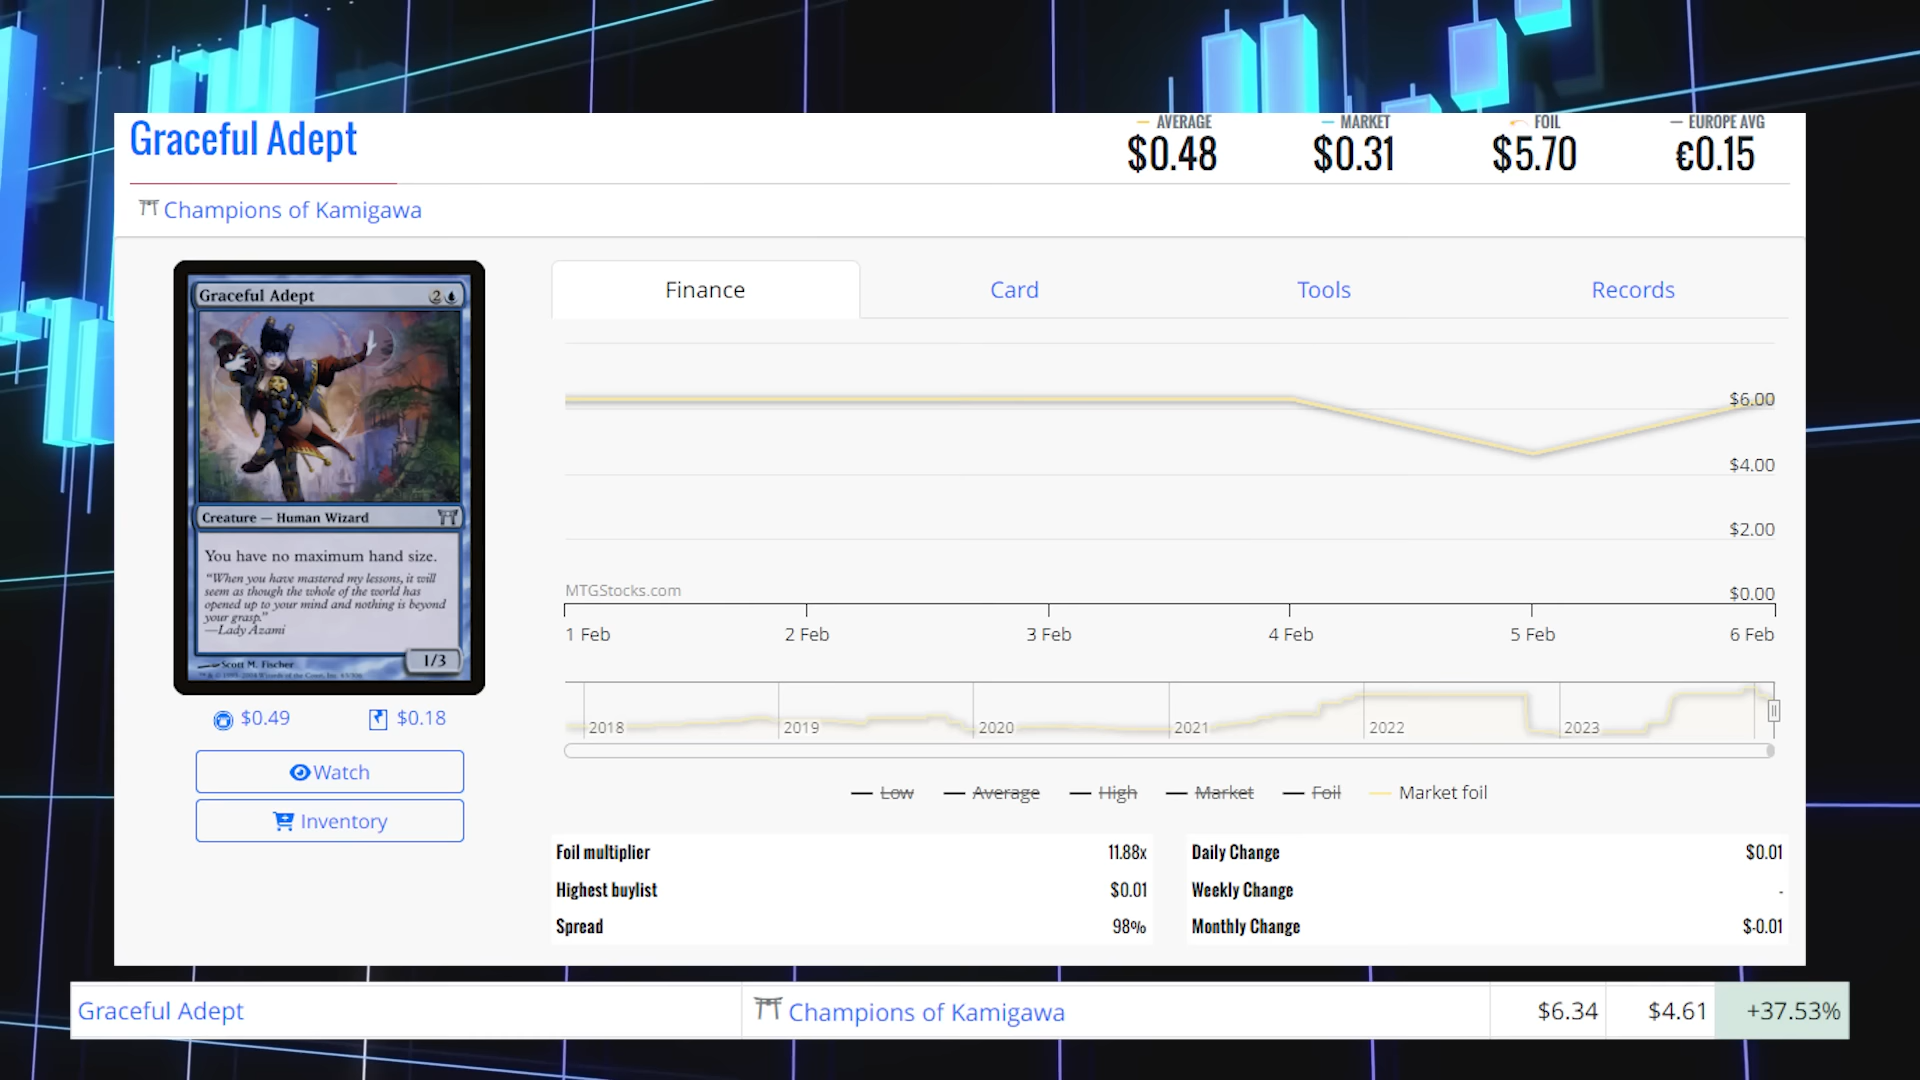 Graceful Adept
AVERAGE
$0.48
MARKET
$0.31
FOIL
$5.70
EUROPE AVG
€0.15
Champions of Kamigawa
Graceful Adept
2
Creature — Human Wizard
You have no maximum hand size.
"When you have mastered my lessons, it will
seem as though the whole of the world has
opened up to your mind and nothing is beyond
your grasp."
—Lady Azami
Scott M. Fischer
1/3
$0.49
$0.18
Watch
Inventory
Finance
Card
Tools
Records
$6.00
$4.00
$2.00
$0.00
MTGStocks.com
1 Feb
2 Feb
3 Feb
4 Feb
5 Feb
6 Feb
2018
2019
2020
2021
2022
2023
Low
Average
High
Market
Foil
Market foil
Foil multiplier 11.88x
Highest buylist $0.01
Spread 98%
Daily Change $0.01
Weekly Change -
Monthly Change $-0.01
Graceful Adept
Champions of Kamigawa
$6.34
$4.61
+37.53%